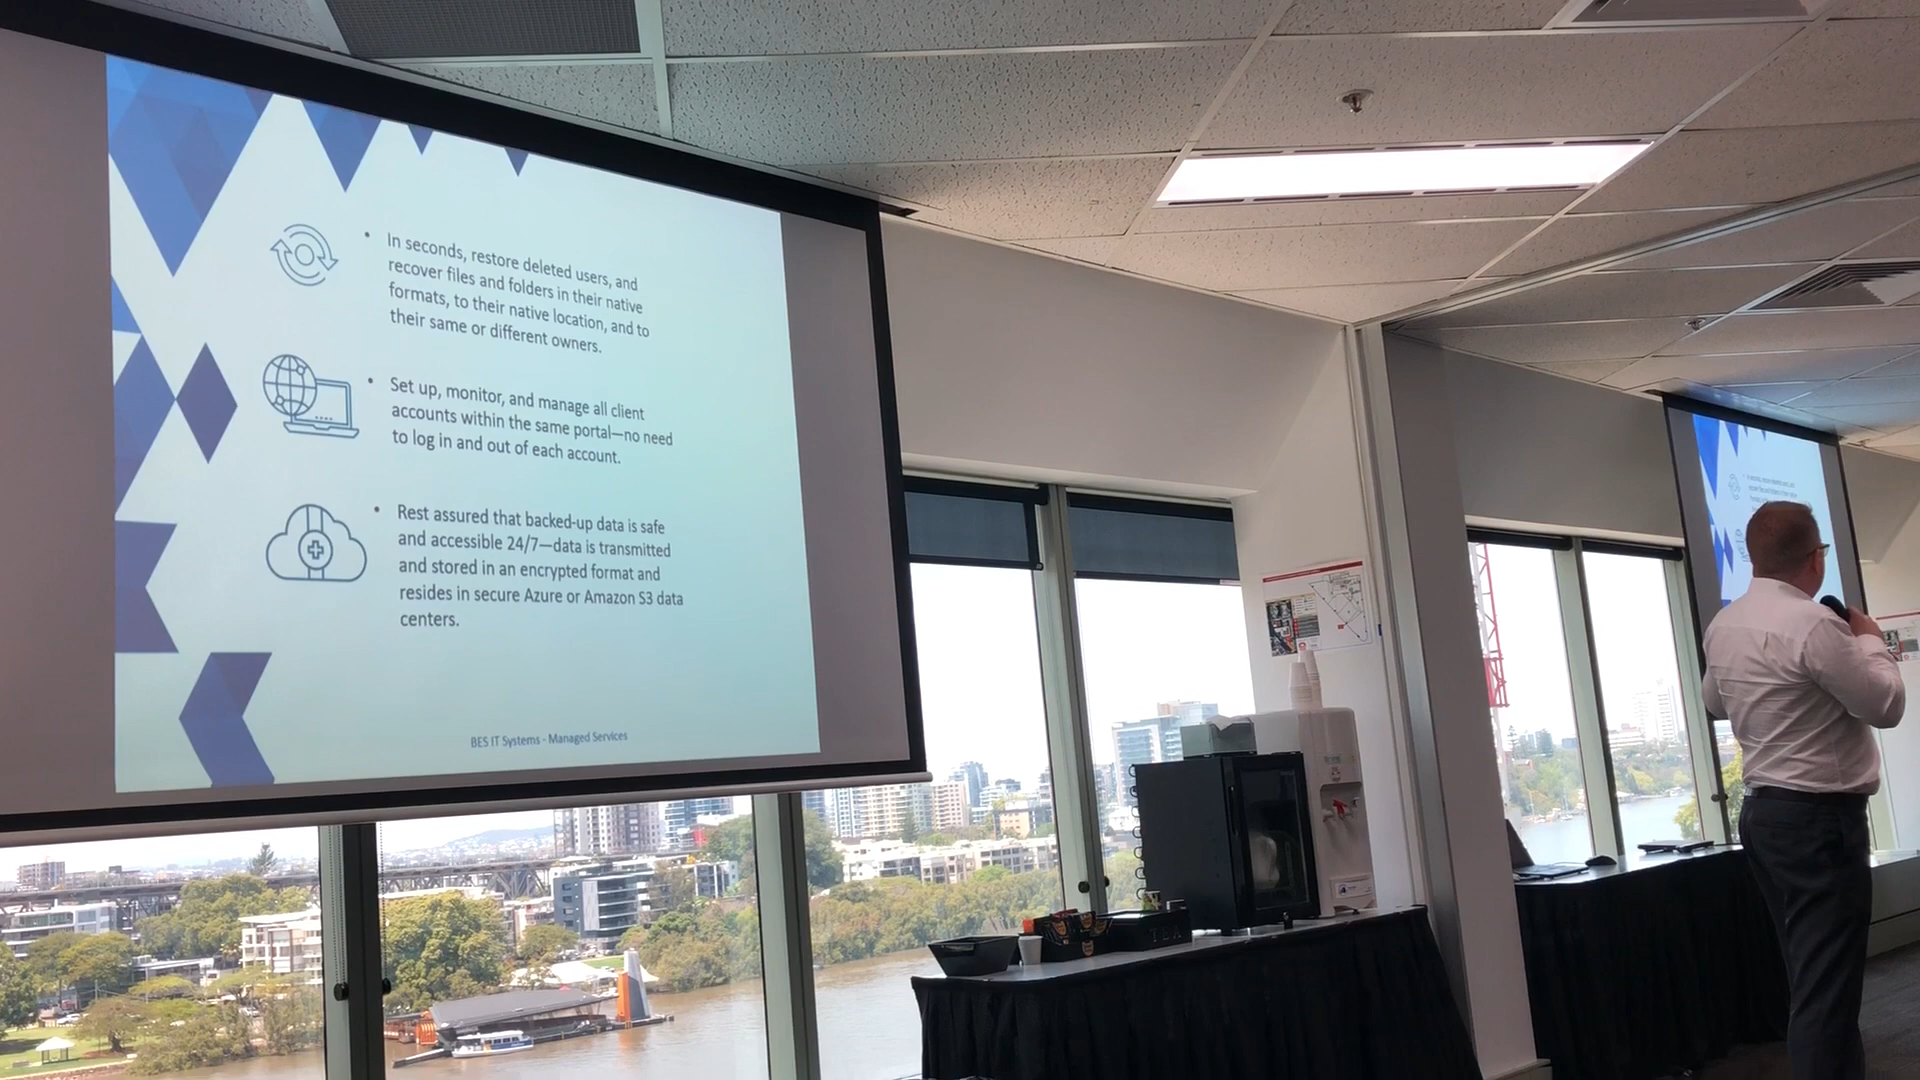 • In seconds, restore deleted users, and
recover files and folders in their native
formats, to their native location, and to
their same or different owners.
• Set up, monitor, and manage all client
accounts within the same portal—no need
to log in and out of each account.
• Rest assured that backed-up data is safe
and accessible 24/7—data is transmitted
and stored in an encrypted format and
resides in secure Azure or Amazon S3 data
centers.
BES IT Systems - Managed Services
TEA